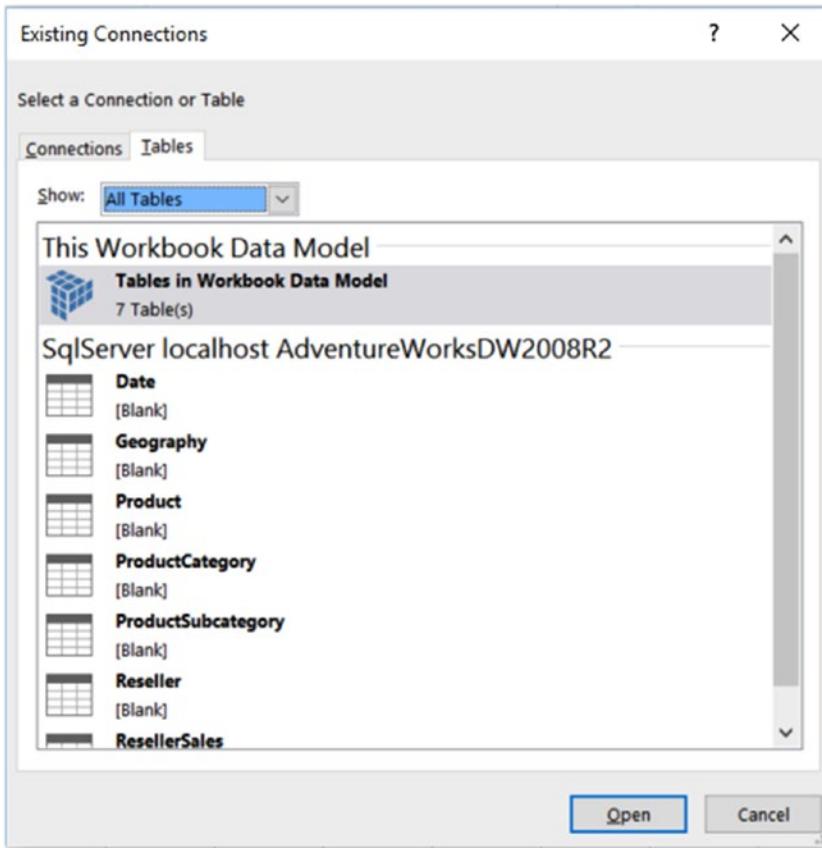 Existing Connections ?
Select a Connection or Table
Connections Tables
Show: All Tables
This Workbook Data Model
Tables in Workbook Data Model
7 Table(s)
SqlServer localhost AdventureWorksDW2008R2
Date
[Blank]
Geography
[Blank]
Product
[Blank]
ProductCategory
[Blank]
ProductSubcategory
[Blank]
Reseller
[Blank]
ResellerSales
Open Cancel